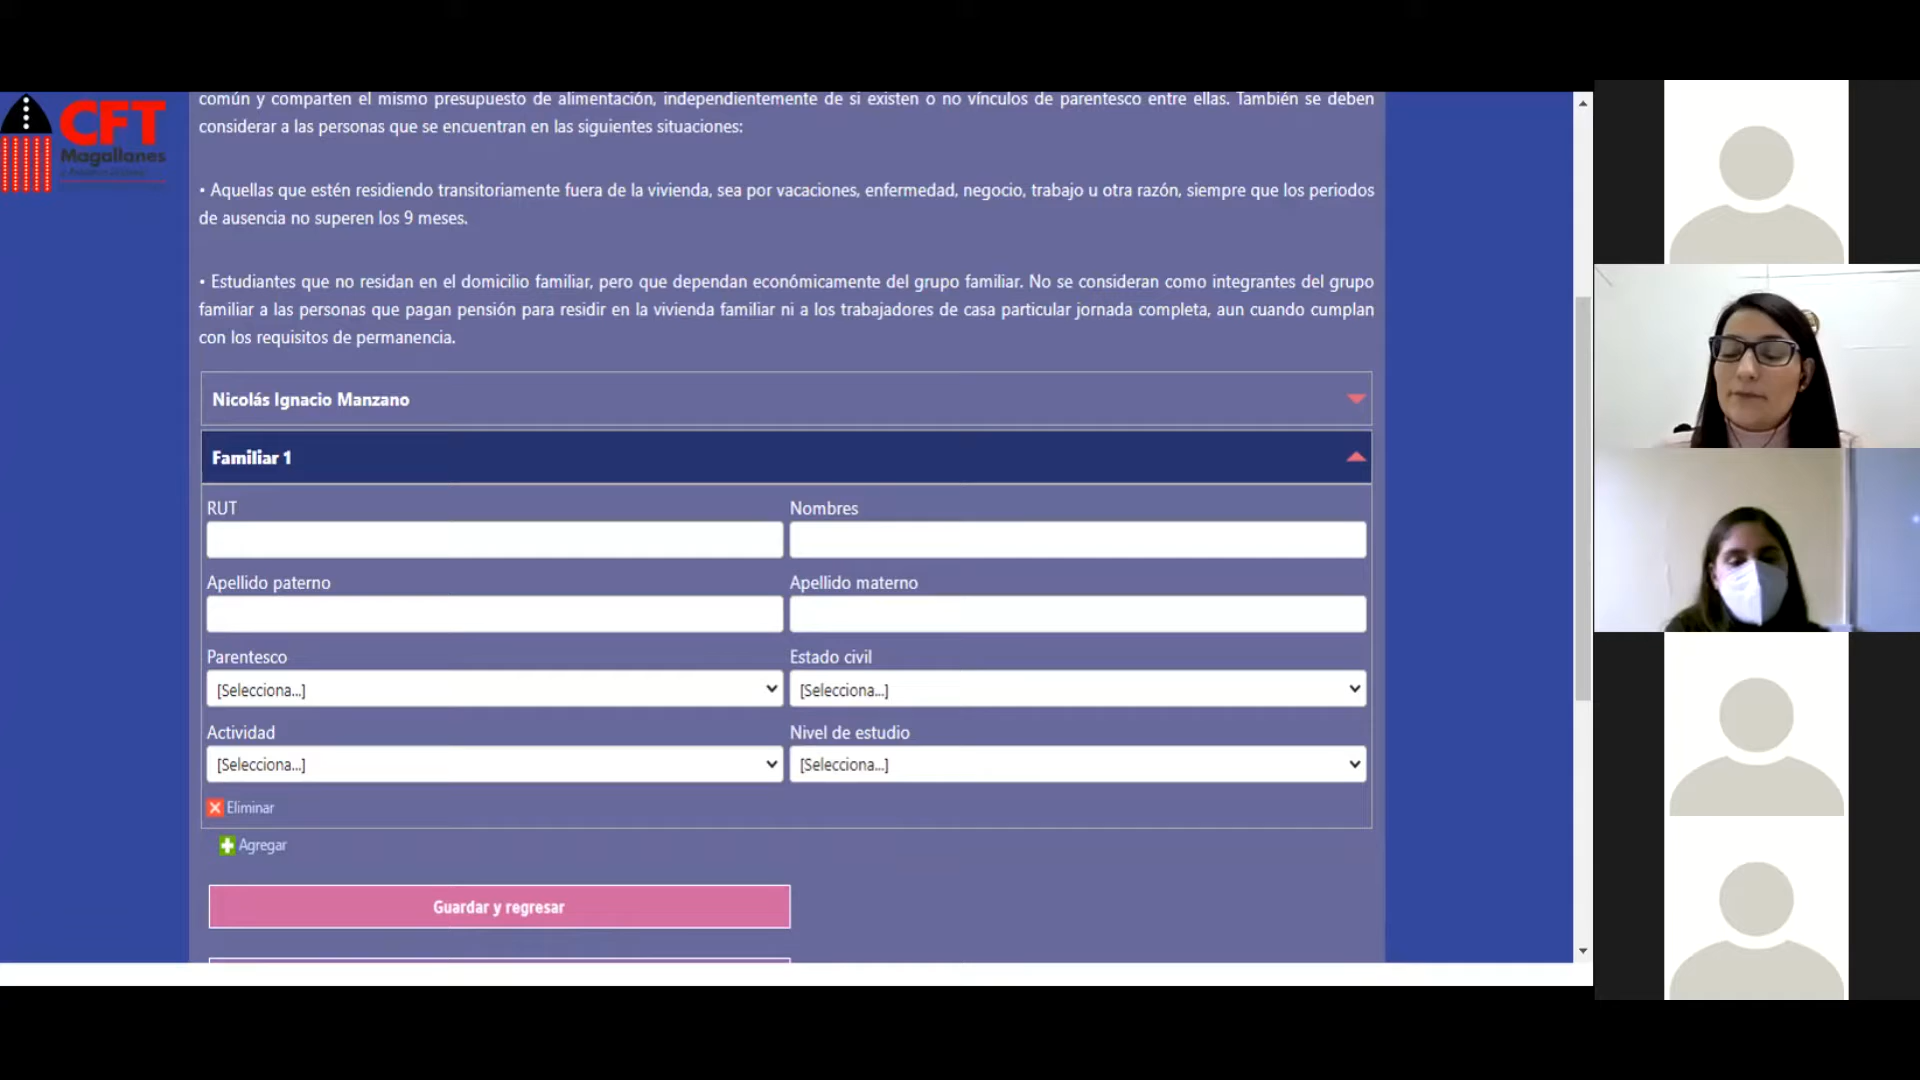 CFT
Magallanes
común y comparten el mismo presupuesto de alimentación, independientemente de si existen o no vínculos de parentesco entre ellas. También se deben
considerar a las personas que se encuentran en las siguientes situaciones:
• Aquellas que estén residiendo transitoriamente fuera de la vivienda, sea por vacaciones, enfermedad, negocio, trabajo u otra razón, siempre que los periodos
de ausencia no superen los 9 meses.
• Estudiantes que no residan en el domicilio familiar, pero que dependan económicamente del grupo familiar. No se consideran como integrantes del grupo
familiar a las personas que pagan pensión para residir en la vivienda familiar ni a los trabajadores de casa particular jornada completa, aun cuando cumplan
con los requisitos de permanencia.
Nicolás Ignacio Manzano
Familiar 1
RUT
Nombres
Apellido paterno
Apellido materno
Parentesco
Estado civil
[Selecciona...]
[Selecciona...]
Actividad
Nivel de estudio
[Selecciona...]
[Selecciona...]
Eliminar
Agregar
Guardar y regresar